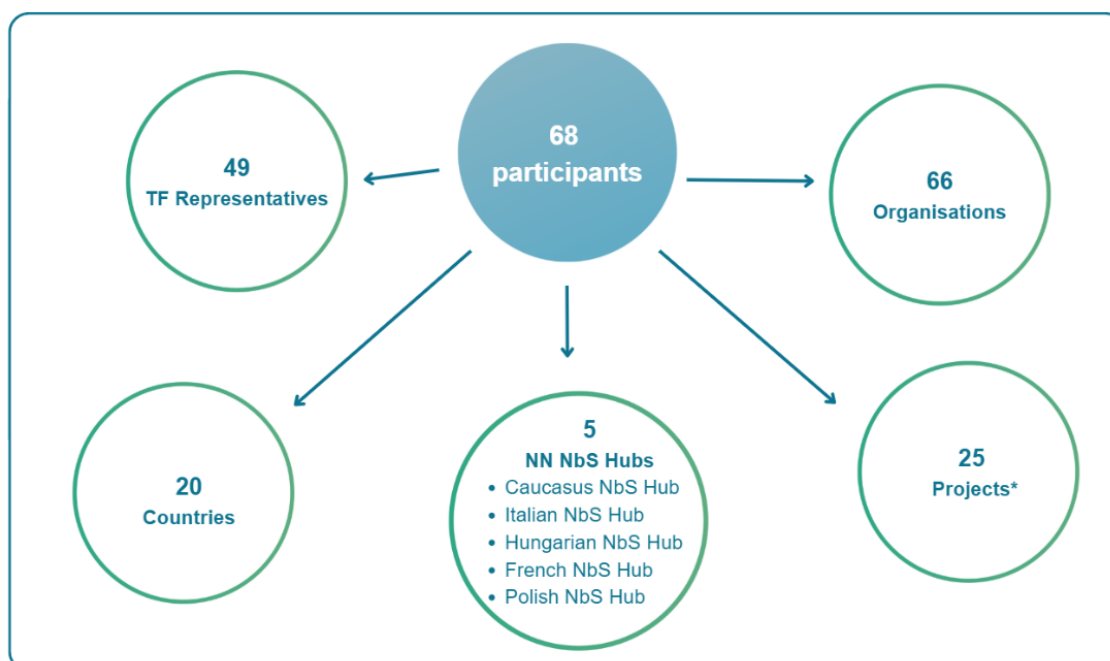 68
participants
49
TF Representatives
66
Organisations
20
Countries
5
NN NbS Hubs
• Caucasus NbS Hub
• Italian NbS Hub
• Hungarian NbS Hub
• French NbS Hub
• Polish NbS Hub
25
Projects*